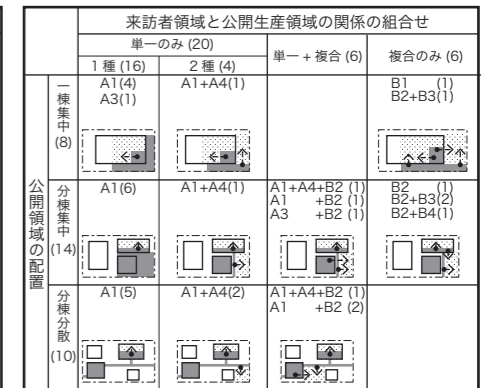 来訪者領域と公開生産領域の関係の組合せ
単一のみ (20)
単一 + 複合 (6)
複合のみ (6)
1 種 (16)
2 種 (4)
公開領域の配置
一棟集中
(8)
A1(4)
A3(1)
A1+A4(1)
B1 (1)
B2+B3(1)
分棟集中
(14)
A1(6)
A1+A4(1)
A1+A4+B2 (1)
A1 +B2 (1)
A3 +B2 (1)
B2 (1)
B2+B3(2)
B2+B4(1)
分棟分散
(10)
A1(5)
A1+A4(2)
A1+A4+B2 (1)
A1 +B2 (2)